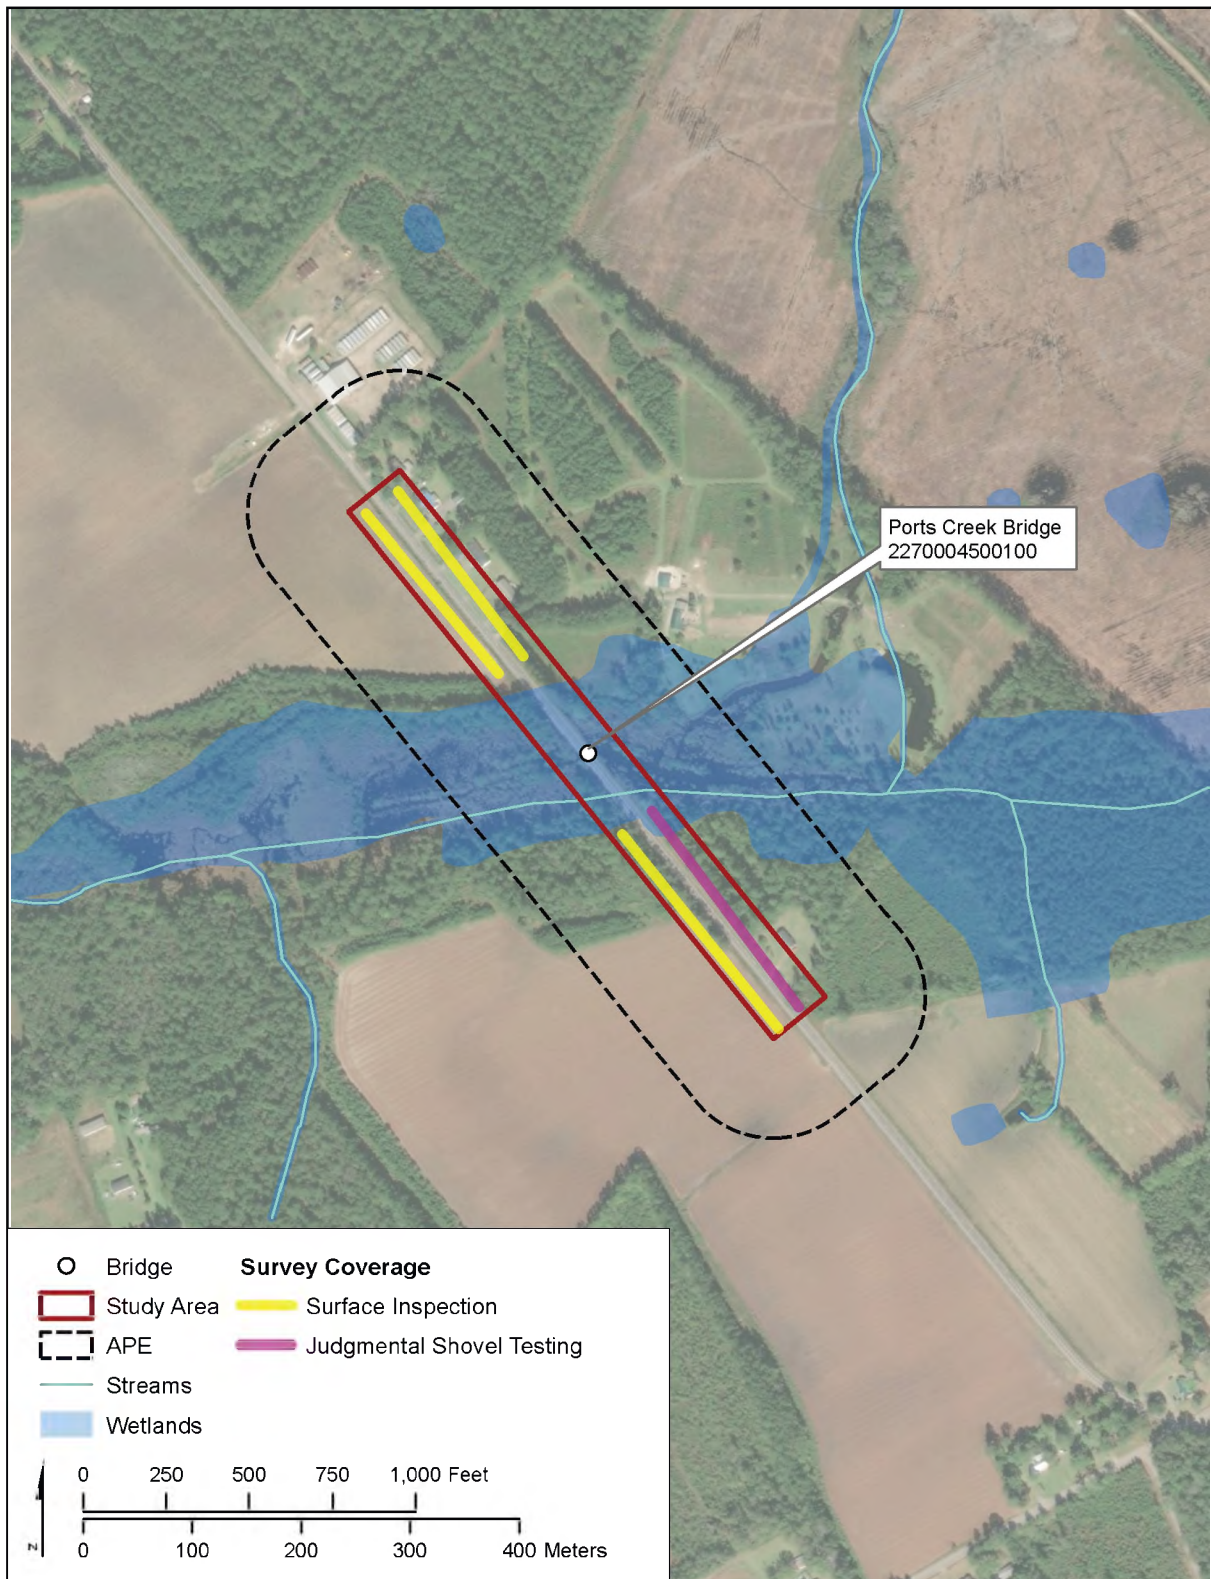 Ports Creek Bridge
2270004500100
Bridge
Survey Coverage
Study Area
Surface Inspection
APE
Judgmental Shovel Testing
Streams
Wetlands
0 250 500 750 1,000 Feet
0 100 200 300 400 Meters
N